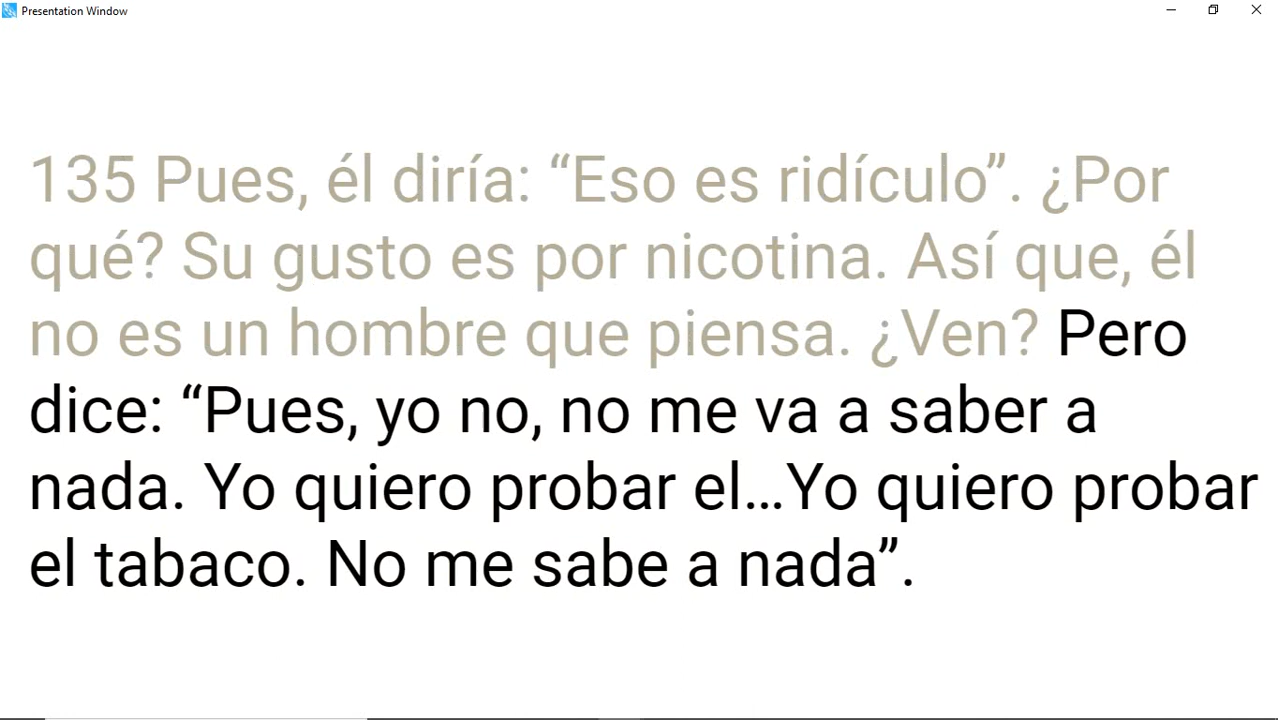 Presentation Window
135 Pues, él diría: “Eso es ridículo”. ¿Por
qué? Su gusto es por nicotina. Así que, él
no es un hombre que piensa. ¿Ven? Pero
dice: “Pues, yo no, no me va a saber a
nada. Yo quiero probar el...Yo quiero probar
el tabaco. No me sabe a nada”.